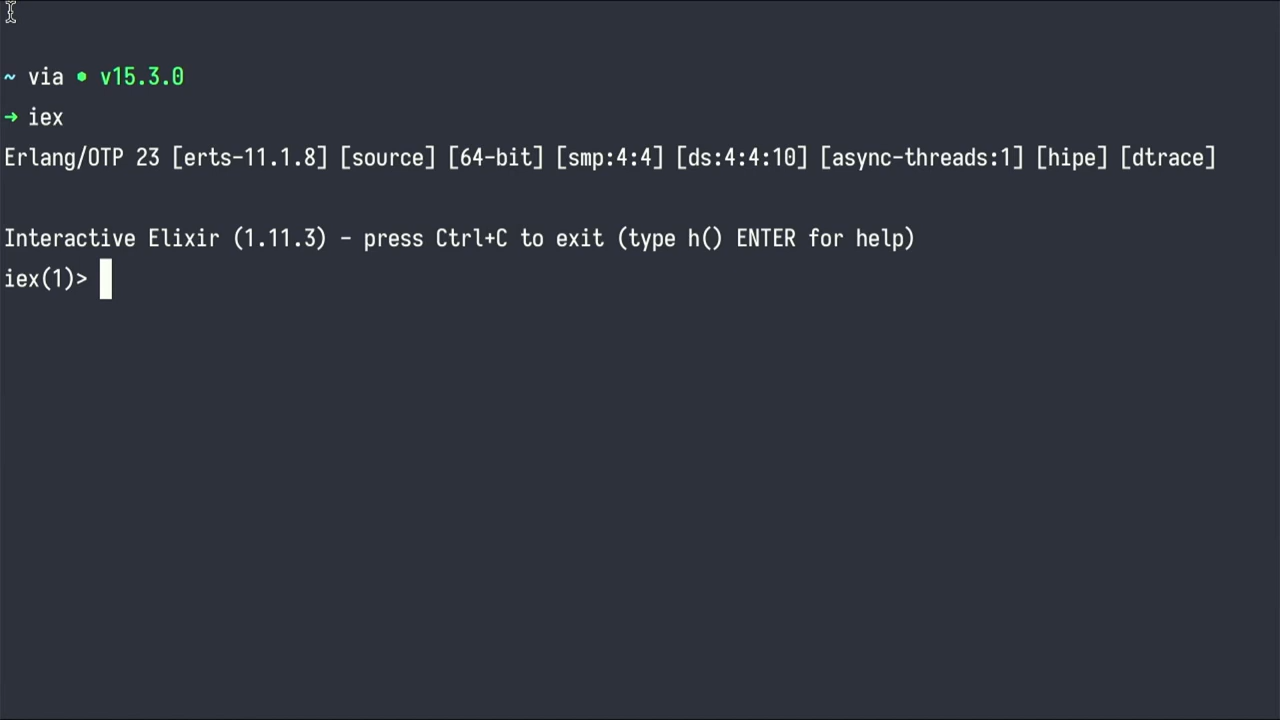 ~ via ⬢ v15.3.0
➜ iex
Erlang/OTP 23 [erts-11.1.8] [source] [64-bit] [smp:4:4] [ds:4:4:10] [async-threads:1] [hipe] [dtrace]
Interactive Elixir (1.11.3) - press Ctrl+C to exit (type h() ENTER for help)
iex(1)>